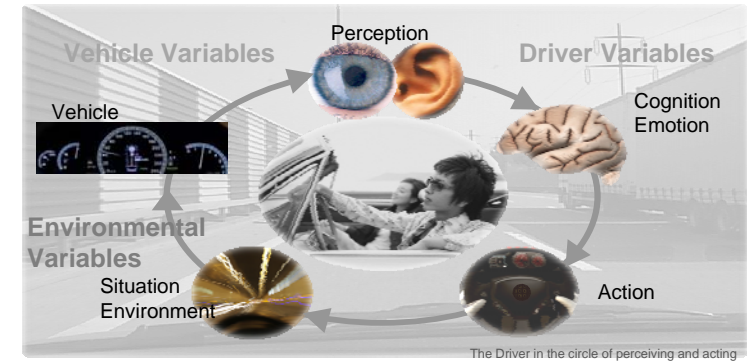 Perception
Vehicle Variables
Driver Variables
Vehicle
Cognition
Emotion
Environmental
Variables
Situation
Environment
Action
The Driver in the circle of perceiving and acting